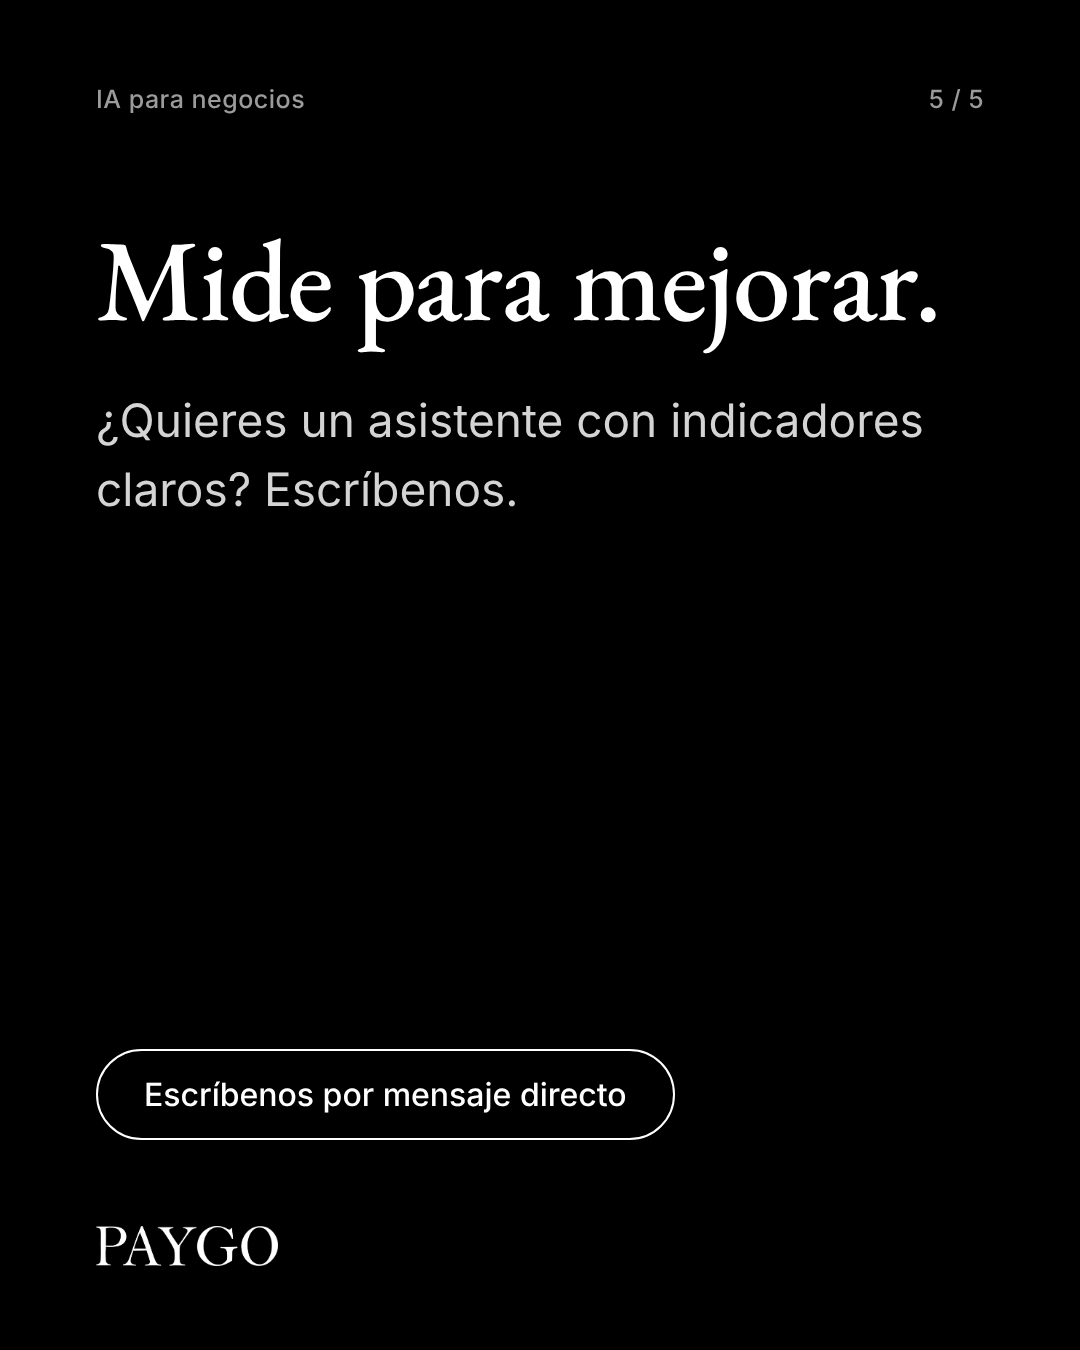 IA para negocios
5 / 5
Mide para mejorar.
¿Quieres un asistente con indicadores
claros? Escríbenos.
Escríbenos por mensaje directo
PAYGO